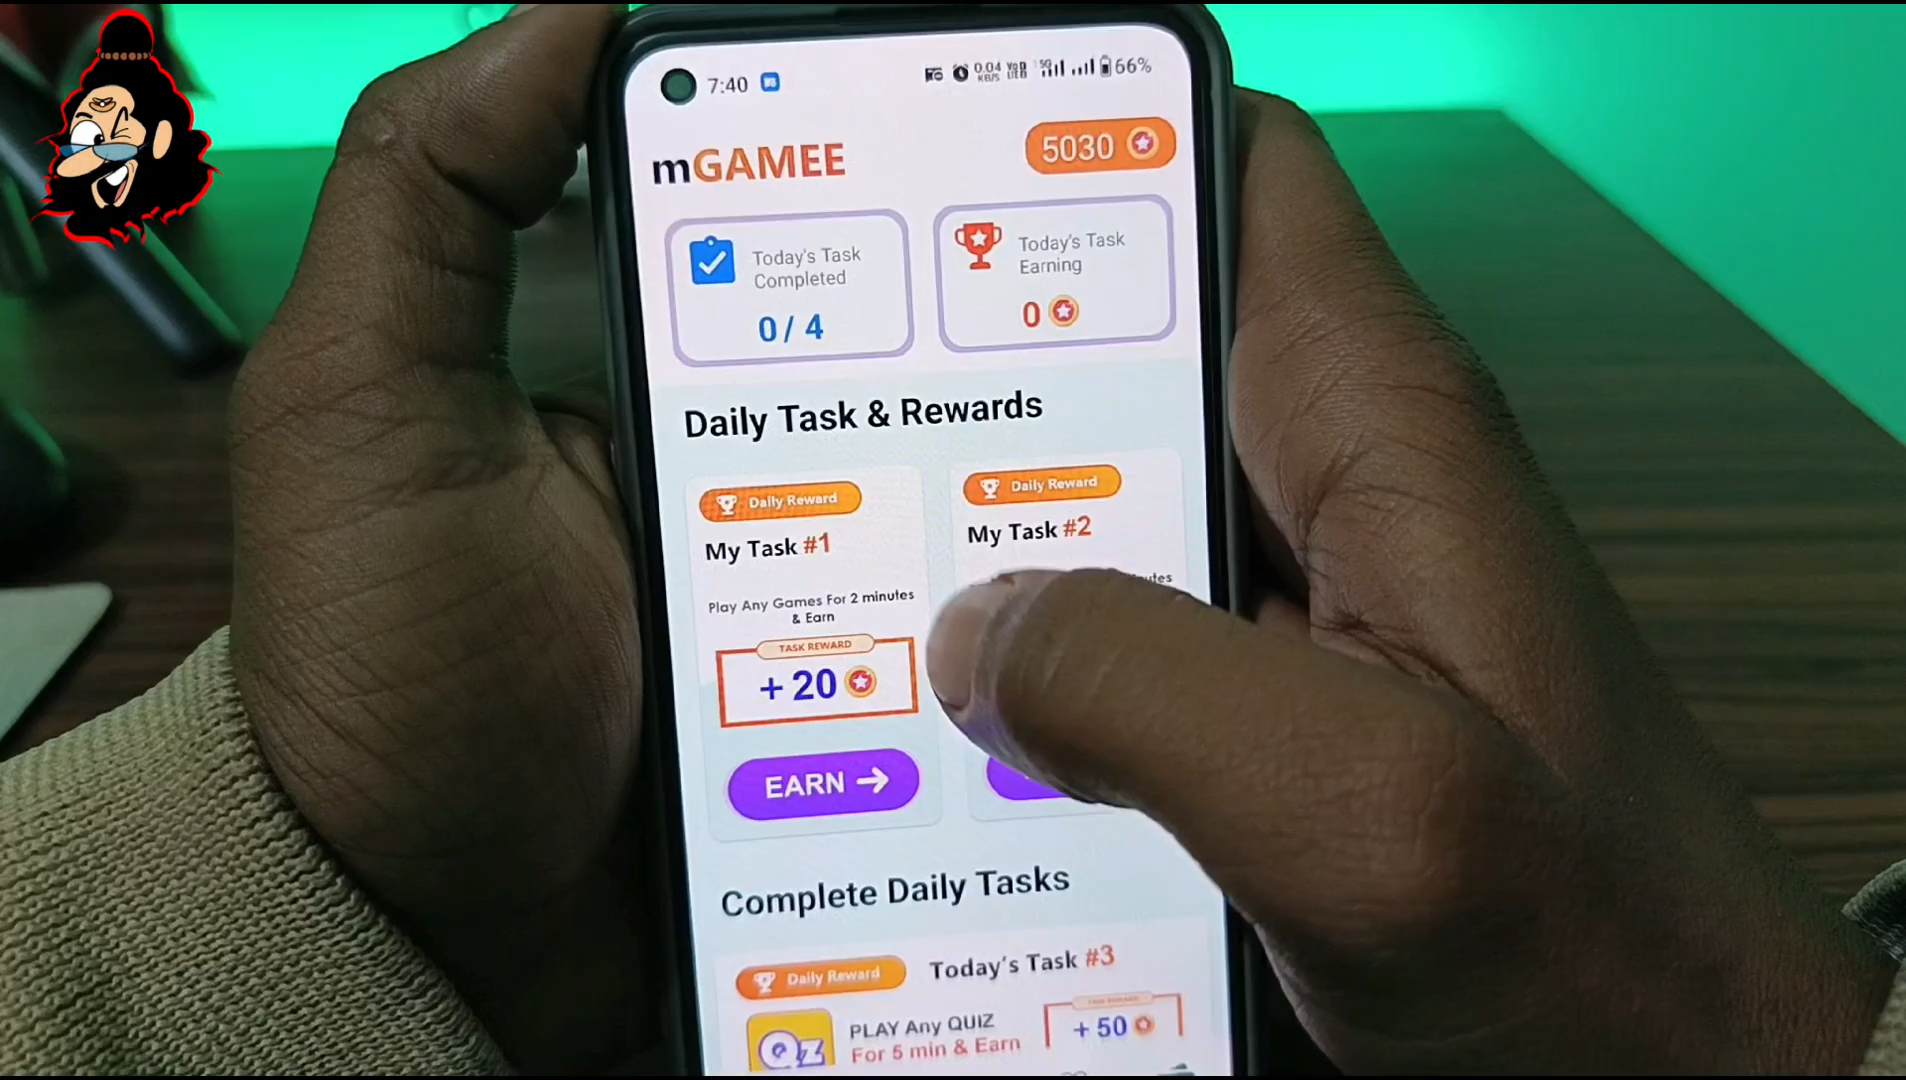 7:40
0.04
KB/S
5G
66%
mGAMEE
5030
Today's Task
Completed
0 / 4
Today's Task
Earning
0
Daily Task & Rewards
Daily Reward
My Task #1
Play Any Games For 2 minutes
& Earn
TASK REWARD
+ 20
EARN
Daily Reward
My Task #2
Complete Daily Tasks
Daily Reward
Today's Task #3
PLAY Any QUIZ
For 5 min & Earn
+ 50